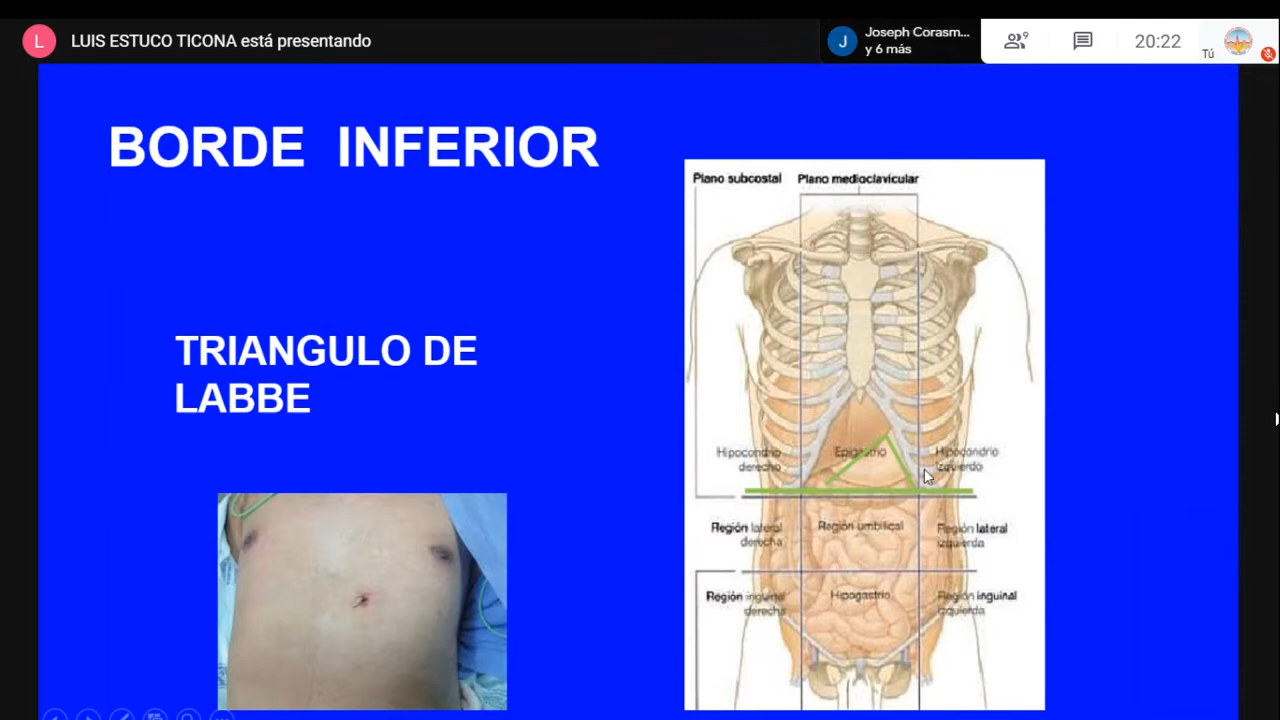 L
LUIS ESTUCO TICONA está presentando
J
Joseph Corasm...
y 6 más
9
20:22
Tú
BORDE INFERIOR
TRIANGULO DE
LABBE
Plano subcostal
Plano medioclavicular
Hipocondrio
derecho
Epigastrio
Hipocondrio
izquierdo
Región lateral
derecha
Región umbilical
Región lateral
izquierda
Región inguinal
derecha
Hipogastrio
Región inguinal
izquierda